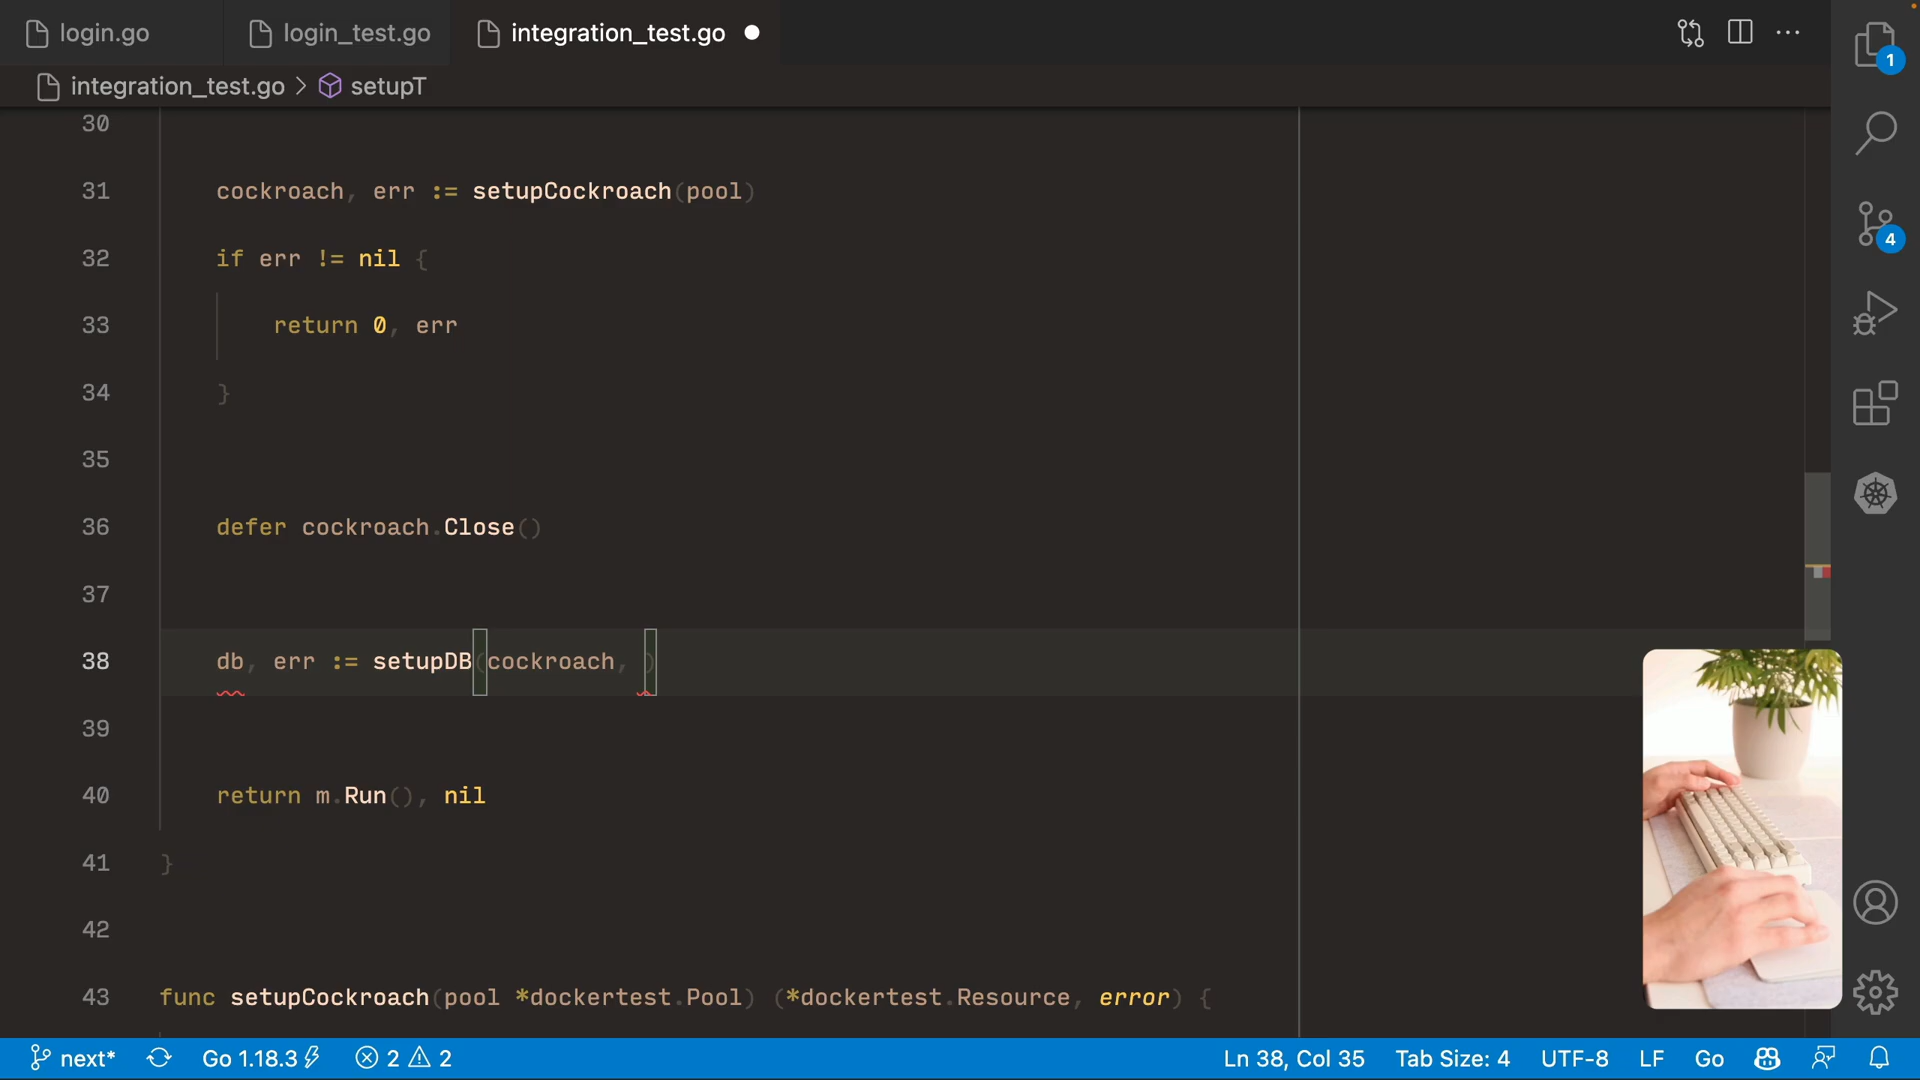 login.go login_test.go integration_test.go
integration_test.go > setupT
1
30
31 cockroach, err := setupCockroach(pool)
32 if err != nil {
4
33 return 0, err
34 }
35
36 defer cockroach.Close()
37
38 db, err := setupDB(cockroach, )
39
40 return m.Run(), nil
41 }
42
43 func setupCockroach(pool *dockertest.Pool) (*dockertest.Resource, error) {
next* Go 1.18.3 2 2 Ln 38, Col 35 Tab Size: 4 UTF-8 LF Go